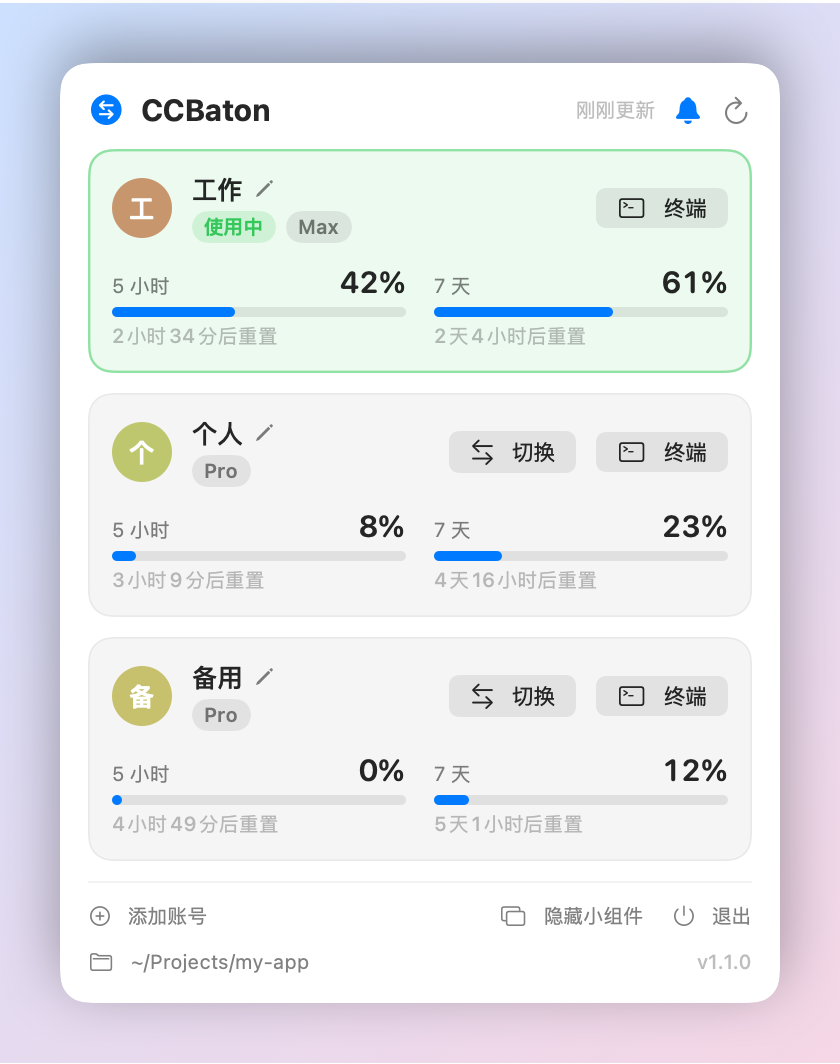 CCBaton 刚刚更新
工 工作
使用中 Max 终端
5 小时 42% 7 天 61%
2小时34分后重置 2天4小时后重置
个 个人
Pro 切换 终端
5 小时 8% 7 天 23%
3小时9分后重置 4天16小时后重置
备 备用
Pro 切换 终端
5 小时 0% 7 天 12%
4小时49分后重置 5天1小时后重置
添加账号 隐藏小组件 退出
~/Projects/my-app v1.1.0